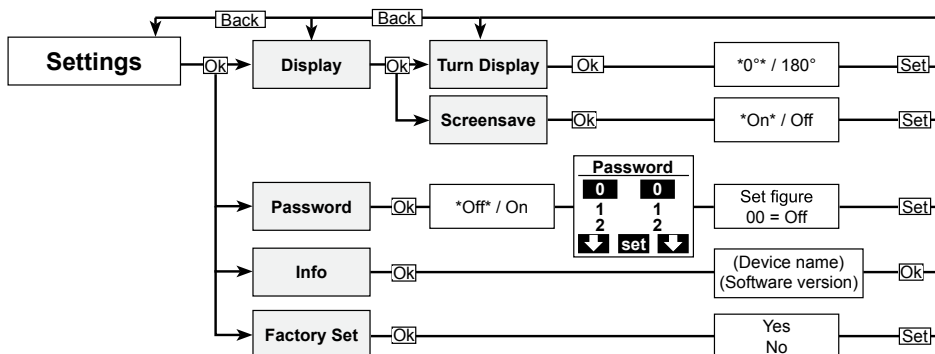 Back
Back
Settings
Ok
Display
Ok
Turn Display
Ok
*0°* / 180°
Set
Screensave
Ok
*On* / Off
Set
Password
Ok
*Off* / On
Password
0 0
1 1
2 2
set
Set figure
00 = Off
Set
Info
Ok
(Device name)
(Software version)
Ok
Factory Set
Ok
Yes
No
Set